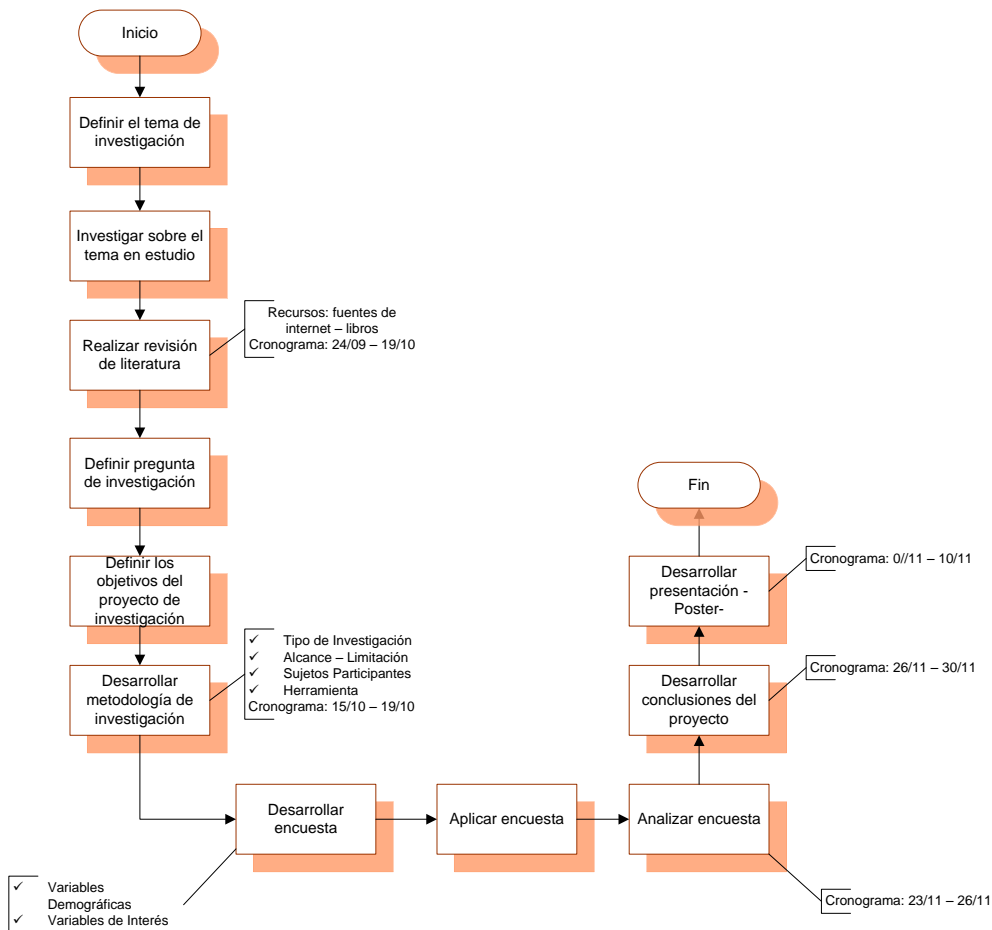 Inicio
Definir el tema de
investigación
Investigar sobre el
tema en estudio
Realizar revisión
de literatura
Recursos: fuentes de
internet – libros
Cronograma: 24/09 – 19/10
Definir pregunta
de investigación
Definir los
objetivos del
proyecto de
investigación
Desarrollar
metodología de
investigación
✓ Tipo de Investigación
✓ Alcance – Limitación
✓ Sujetos Participantes
✓ Herramienta
Cronograma: 15/10 – 19/10
Desarrollar
encuesta
✓ Variables
Demográficas
✓ Variables de Interés
Aplicar encuesta
Analizar encuesta
Cronograma: 23/11 – 26/11
Desarrollar
conclusiones del
proyecto
Cronograma: 26/11 – 30/11
Desarrollar
presentación -
Poster-
Cronograma: 0//11 – 10/11
Fin